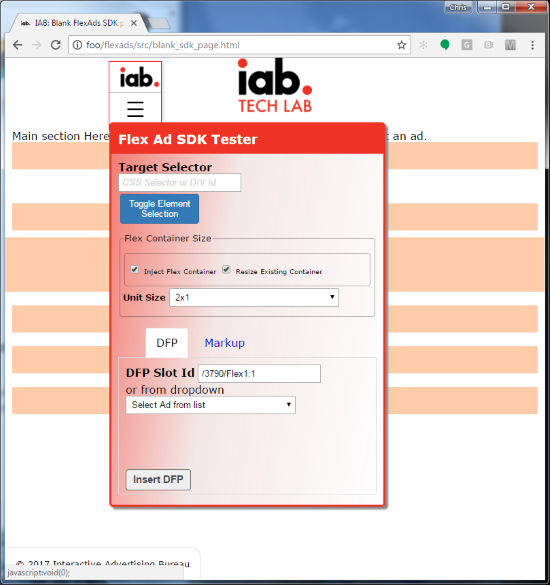 Chris
iab. IAB: Blank FlexAds SDK p
foo/flexads/src/blank_sdk_page.html
iab.
iab.
TECH LAB
Main section Here
t an ad.
Flex Ad SDK Tester
Target Selector
CSS Selector or DIV Id
Toggle Element
Selection
Flex Container Size
Inject Flex Container
Resize Existing Container
Unit Size 2x1
DFP Markup
DFP Slot Id /3790/Flex1:1
or from dropdown
Select Ad from list
Insert DFP
© 2017 Interactive Advertising Bureau
javascript:void(0);